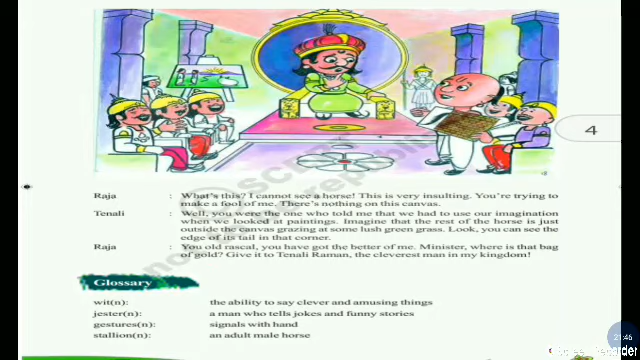 4
Raja : What's this? I cannot see a horse! This is very insulting. You're trying to
make a fool of me. There's nothing on this canvas.
Tenali : Well, you were the one who told me that we had to use our imagination
when we looked at paintings. Imagine that the rest of the horse is just
outside the canvas grazing at some lush green grass. Look, you can see the
edge of its tail in that corner.
Raja : You old rascal, you have got the better of me. Minister, where is that bag
of gold? Give it to Tenali Raman, the cleverest man in my kingdom!
Glossary
wit(n): the ability to say clever and amusing things
jester(n): a man who tells jokes and funny stories
gestures(n): signals with hand
stallion(n): an adult male horse
21:46
Screen Recorder